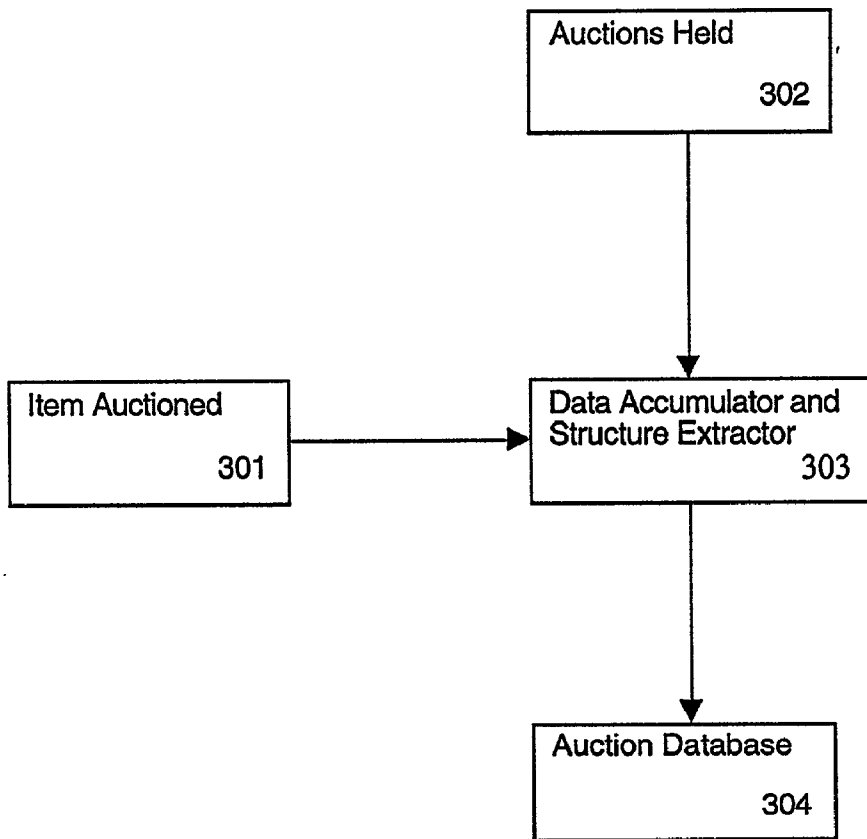 Auctions Held
302
Item Auctioned
301
Data Accumulator and
Structure Extractor
303
Auction Database
304